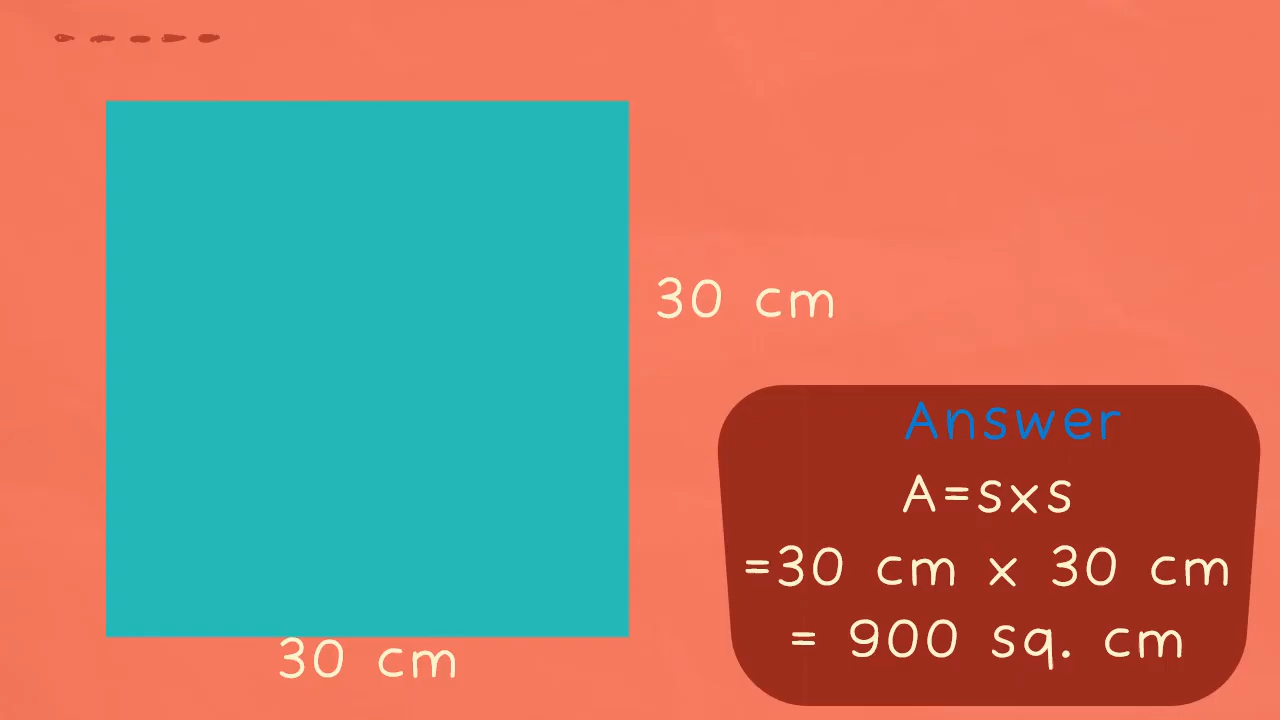 30 cm
30 cm
Answer
A=sxs
=30 cm x 30 cm
= 900 sq. cm